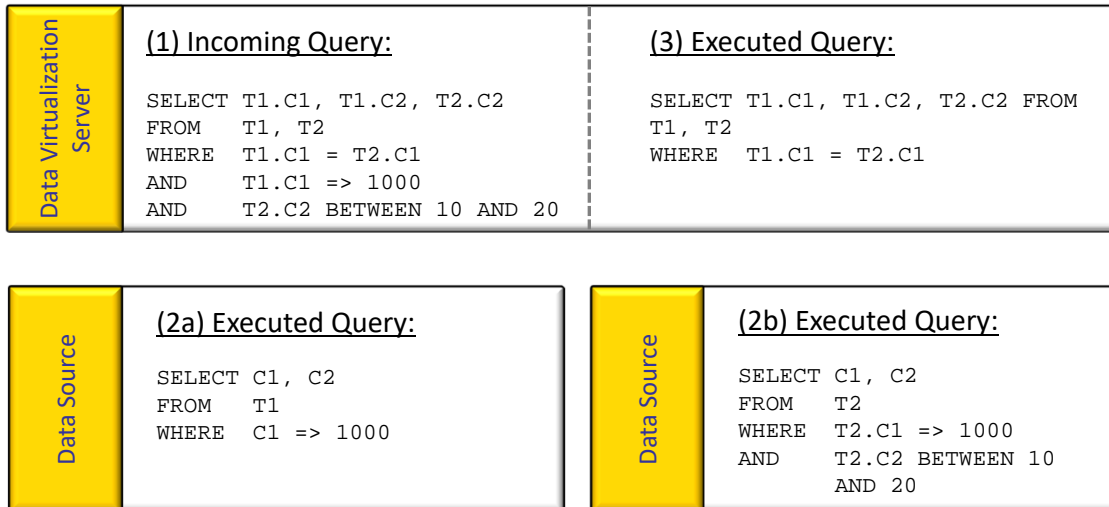 Data Virtualization
Server
(1) Incoming Query:
SELECT T1.C1, T1.C2, T2.C2
FROM T1, T2
WHERE T1.C1 = T2.C1
AND T1.C1 => 1000
AND T2.C2 BETWEEN 10 AND 20
(3) Executed Query:
SELECT T1.C1, T1.C2, T2.C2 FROM
T1, T2
WHERE T1.C1 = T2.C1
Data Source
(2a) Executed Query:
SELECT C1, C2
FROM T1
WHERE C1 => 1000
Data Source
(2b) Executed Query:
SELECT C1, C2
FROM T2
WHERE T2.C1 => 1000
AND T2.C2 BETWEEN 10
AND 20